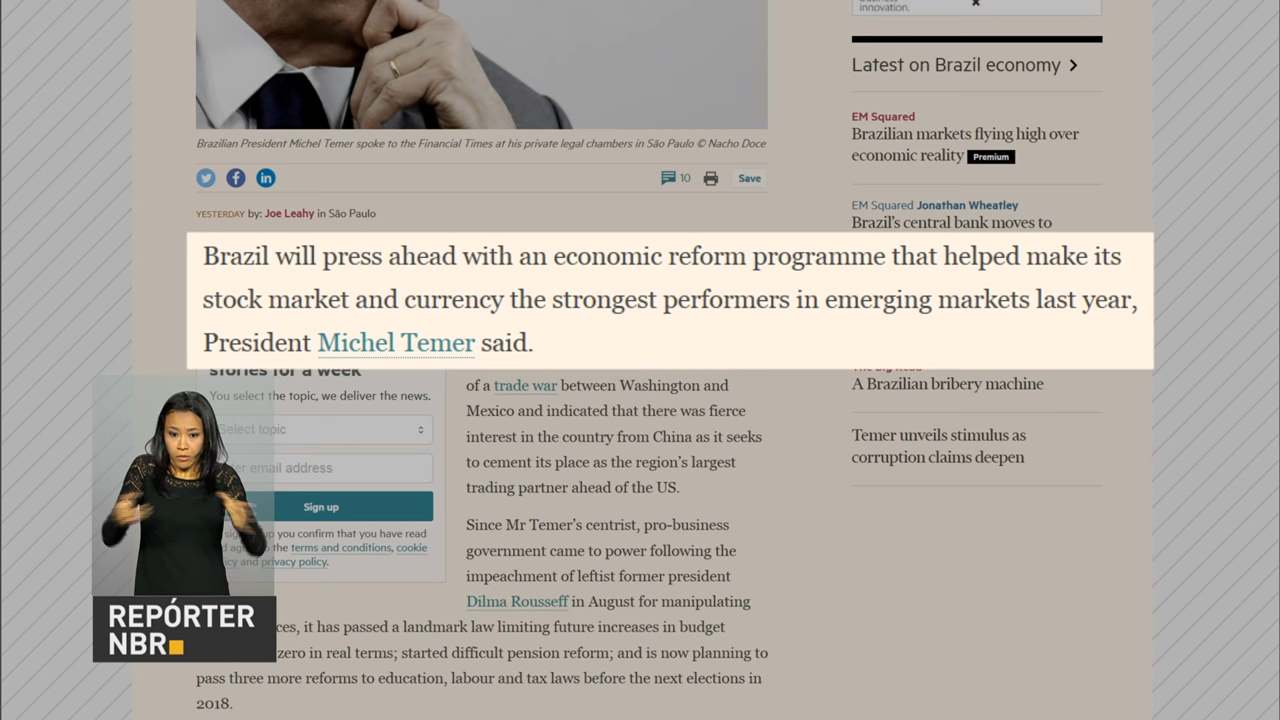 innovation.
Latest on Brazil economy
EM Squared
Brazilian markets flying high over
economic reality Premium
EM Squared Jonathan Wheatley
Brazil's central bank moves to
Brazilian President Michel Temer spoke to the Financial Times at his private legal chambers in São Paulo © Nacho Doce
10
Save
YESTERDAY by: Joe Leahy in São Paulo
Brazil will press ahead with an economic reform programme that helped make its
stock market and currency the strongest performers in emerging markets last year,
President Michel Temer said.
stories for a week
You select the topic, we deliver the news.
Select topic
email address
Sign up
up you confirm that you have read
the terms and conditions, cookie
and privacy policy.
of a trade war between Washington and
Mexico and indicated that there was fierce
interest in the country from China as it seeks
to cement its place as the region's largest
trading partner ahead of the US.
Since Mr Temer's centrist, pro-business
government came to power following the
impeachment of leftist former president
Dilma Rousseff in August for manipulating
it has passed a landmark law limiting future increases in budget
zero in real terms; started difficult pension reform; and is now planning to
pass three more reforms to education, labour and tax laws before the next elections in
2018.
A Brazilian bribery machine
Temer unveils stimulus as
corruption claims deepen
REPÓRTER
NBR